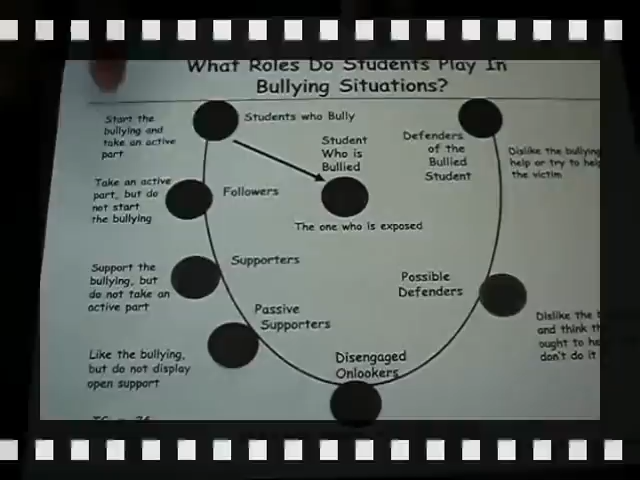 What Roles Do Students Play In
Bullying Situations?
Start the
bullying and
take an active
part
Students who Bully
Student
Who is
Bullied
The one who is exposed
Defenders
of the
Bullied
Student
Dislike the bullying
help or try to help
the victim
Take an active
part, but do
not start
the bullying
Followers
Support the
bullying, but
do not take an
active part
Supporters
Possible
Defenders
Dislike the
and think
ought to
don't do it
Passive
Supporters
Like the bullying,
but do not display
open support
Disengaged
Onlookers